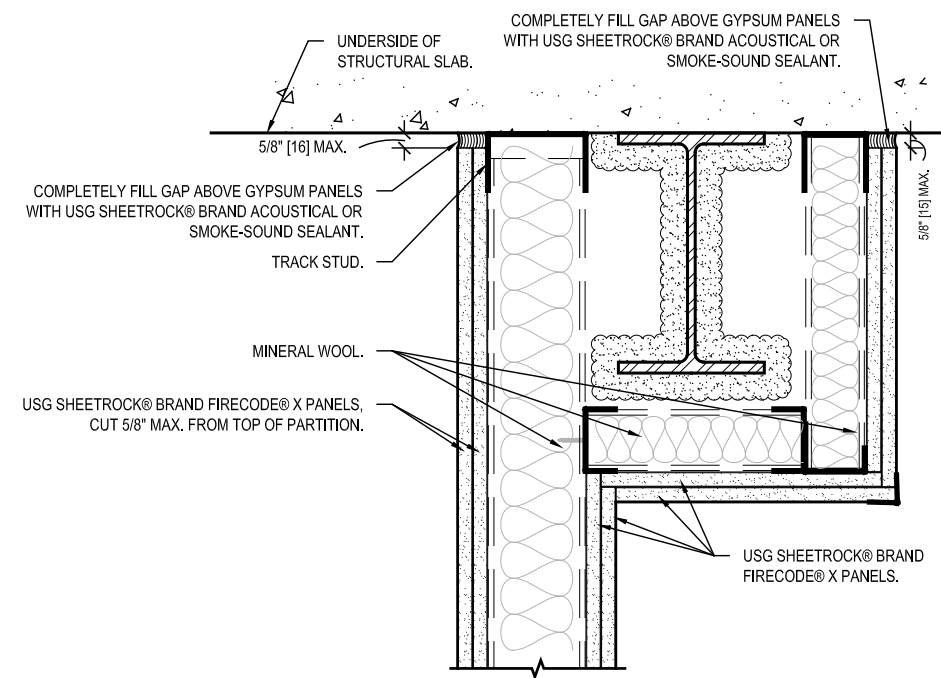 COMPLETELY FILL GAP ABOVE GYPSUM PANELS
WITH USG SHEETROCK® BRAND ACOUSTICAL OR
SMOKE-SOUND SEALANT.
UNDERSIDE OF
STRUCTURAL SLAB.
5/8" [16] MAX.
5/8" [15] MAX.
COMPLETELY FILL GAP ABOVE GYPSUM PANELS
WITH USG SHEETROCK® BRAND ACOUSTICAL OR
SMOKE-SOUND SEALANT.
TRACK STUD.
MINERAL WOOL.
USG SHEETROCK® BRAND FIRECODE® X PANELS,
CUT 5/8" MAX. FROM TOP OF PARTITION.
USG SHEETROCK® BRAND
FIRECODE® X PANELS.